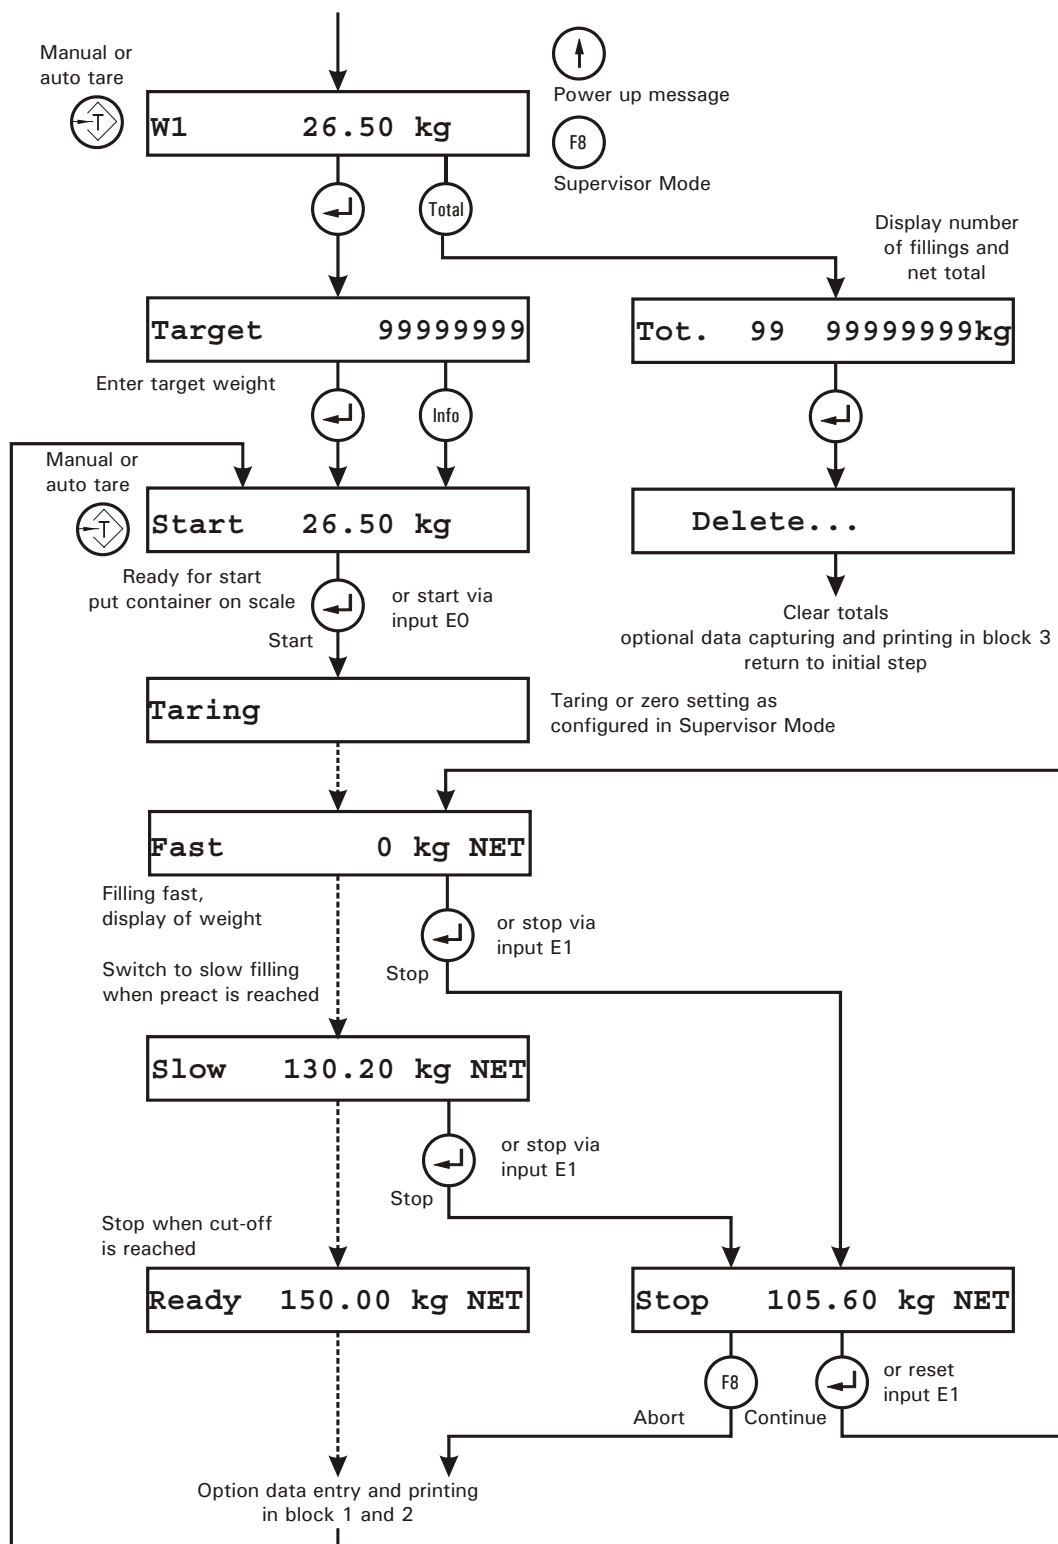 Manual or
auto tare
T
W1 26.50 kg
Power up message
F8
Supervisor Mode
Total
Display number
of fillings and
net total
Target 99999999
Tot. 99 99999999kg
Enter target weight
Info
Manual or
auto tare
T
Start 26.50 kg
Delete...
Ready for start
put container on scale
or start via
input E0
Start
Clear totals
optional data capturing and printing in block 3
return to initial step
Taring
Taring or zero setting as
configured in Supervisor Mode
Fast 0 kg NET
Filling fast,
display of weight
or stop via
input E1
Stop
Switch to slow filling
when preact is reached
Slow 130.20 kg NET
or stop via
input E1
Stop
Stop when cut-off
is reached
Ready 150.00 kg NET
Stop 105.60 kg NET
F8
or reset
input E1
Abort
Continue
Option data entry and printing
in block 1 and 2